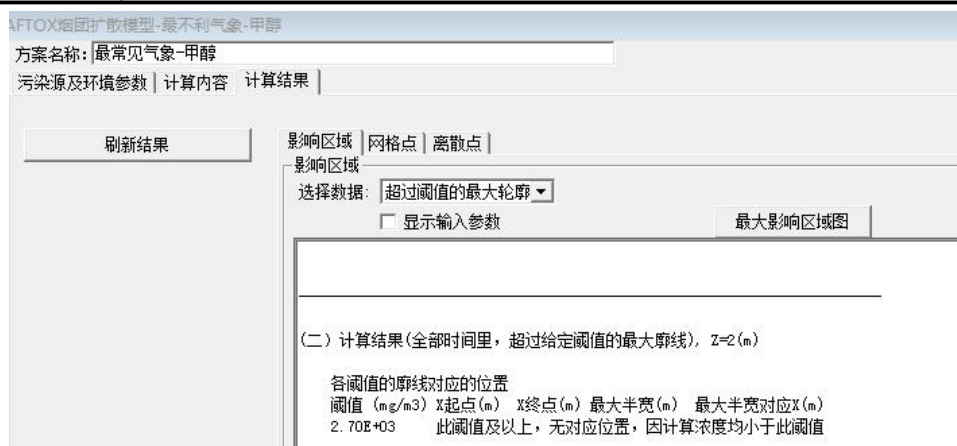 AFTOX烟团扩散模型-最不利气象-甲醇
方案名称: 最常见气象-甲醇
污染源及环境参数 计算内容 计算结果
刷新结果
影响区域 网格点 离散点
影响区域
选择数据: 超过阈值的最大轮廓
显示输入参数 最大影响区域图
(二) 计算结果(全部时间里, 超过给定阈值的最大廓线), Z=2(m)
各阈值的廓线对应的位置
阈值 (mg/m3) X起点(m) X终点(m) 最大半宽(m) 最大半宽对应X(m)
2.70E+03 此阈值及以上, 无对应位置, 因计算浓度均小于此阈值